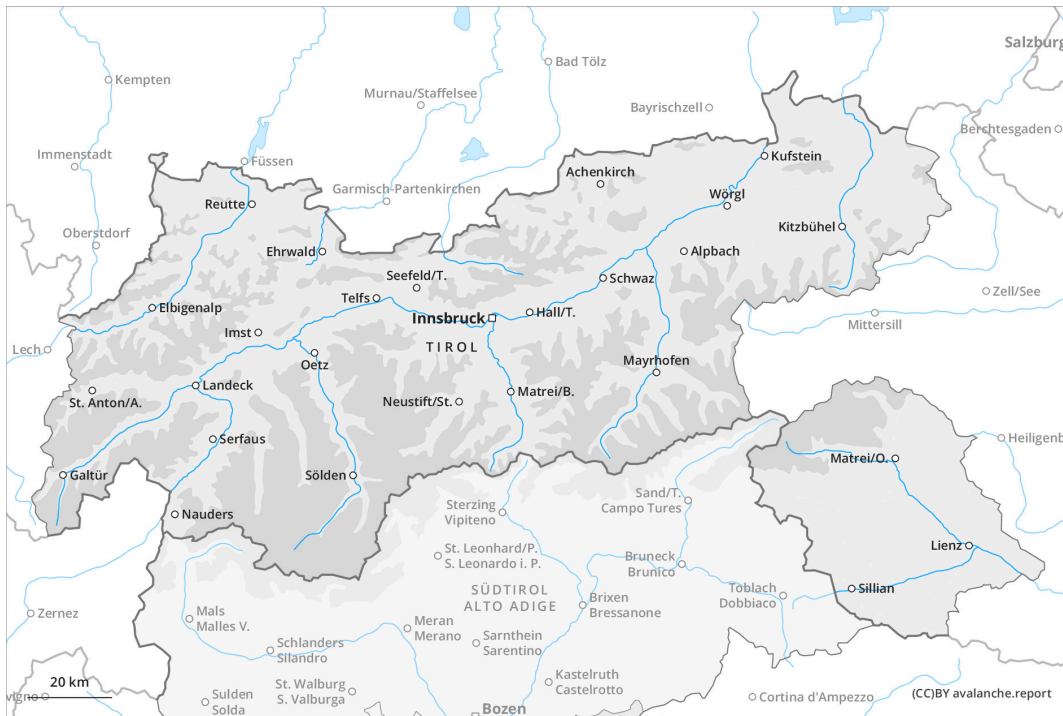 Salzburg
Bad Tölz
Kempten
Murnau/Staffelsee
Bayrischzell
Berchtesgaden
Immenstadt
Füssen
Kufstein
Achenkirch
Garmisch-Partenkirchen
Wörgl
Reutte
Kitzbühel
Oberstdorf
Ehrwald
Alpbach
Seefeld/T.
Schwaz
Zell/See
Telfs
Elbigenalp
Innsbruck
Hall/T.
Mittersill
Imst
TIROL
Lech
Oetz
Mayrhofen
Landeck
St. Anton/A.
Neustift/St.
Matrei/B.
Serfaus
Heiligenb
Matrei/O.
Galtür
Sölden
Sand/T.
Campo Tures
Nauders
Sterzing
Vipiteno
Lienz
St. Leonhard/P.
S. Leonardo i. P.
Bruneck
Brunico
SÜDTIROL
ALTO ADIGE
Toblach
Dobbiaco
Sillian
Zernez
Mals
Malles V.
Brixen
Bressanone
Meran
Merano
Schlanders
Silandro
Sarnthein
Sarentino
20 km
vigno
Sulden
Solda
St. Walburg
S. Valburga
Kastelruth
Castelrotto
Cortina d'Ampezzo
(CC)BY avalanche.report
Bozen